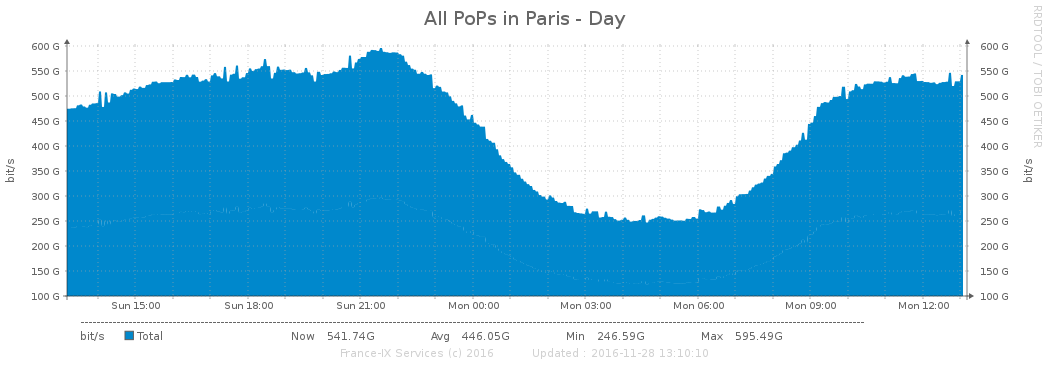 All PoPs in Paris - Day
RRDTOOL / TOBI OETIKER
600 G 600 G
550 G 550 G
500 G 500 G
450 G 450 G
400 G 400 G
350 G 350 G
300 G 300 G
250 G 250 G
200 G 200 G
150 G 150 G
100 G 100 G
bit/s bit/s
Sun 15:00 Sun 18:00 Sun 21:00 Mon 00:00 Mon 03:00 Mon 06:00 Mon 09:00 Mon 12:00
bit/s Total Now 541.74G Avg 446.05G Min 246.59G Max 595.49G
France-IX Services (c) 2016 Updated : 2016-11-28 13:10:10